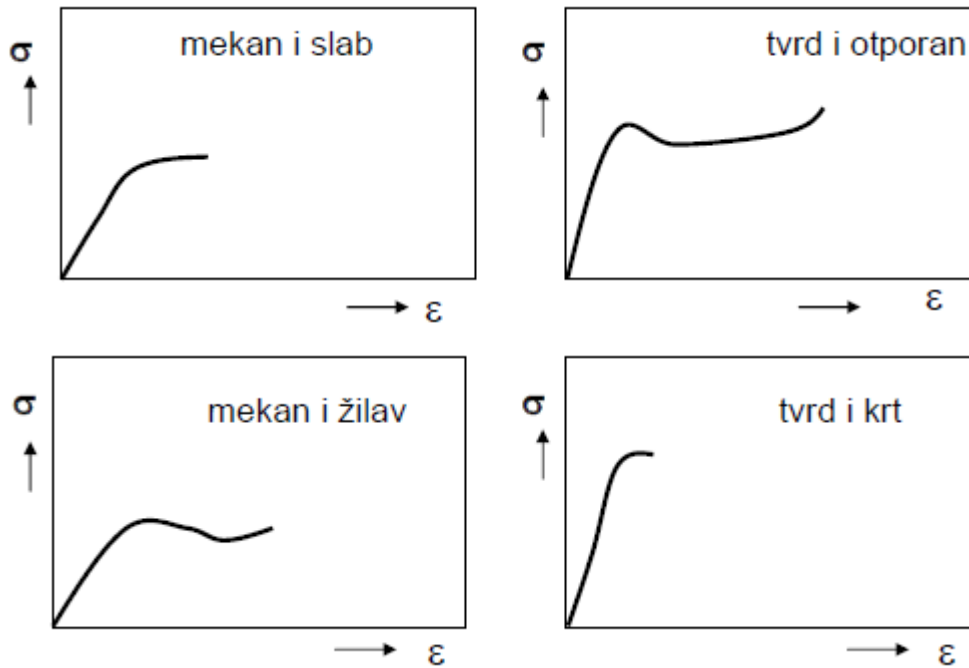 mekan i slab
σ
ε
tvrd i otporan
σ
ε
mekan i žilav
σ
ε
tvrd i krt
σ
ε